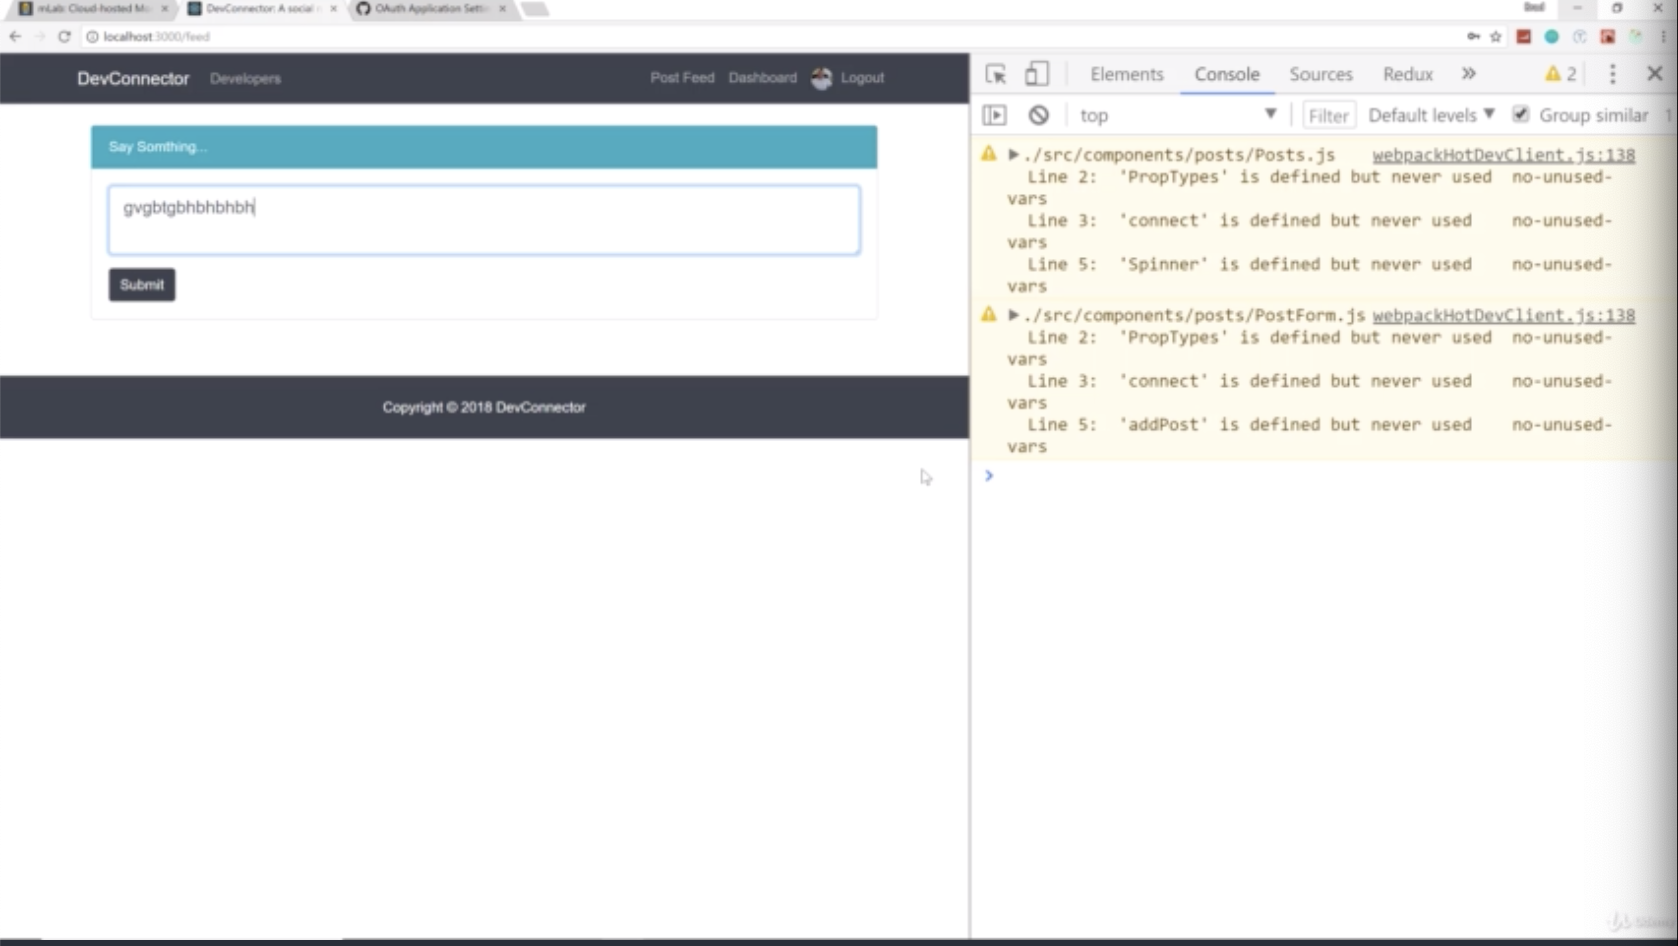 mLab: Cloud-hosted Mo
DevConnector: A social n
OAuth Application Setti
localhost:3000/feed
DevConnector
Developers
Post Feed
Dashboard
Logout
Say Somthing...
gvgbtgbhbhbhbh
Submit
Copyright © 2018 DevConnector
Elements
Console
Sources
Redux
2
top
Filter
Default levels
Group similar
./src/components/posts/Posts.js webpackHotDevClient.js:138
Line 2: 'PropTypes' is defined but never used no-unused-
vars
Line 3: 'connect' is defined but never used no-unused-
vars
Line 5: 'Spinner' is defined but never used no-unused-
vars
./src/components/posts/PostForm.js webpackHotDevClient.js:138
Line 2: 'PropTypes' is defined but never used no-unused-
vars
Line 3: 'connect' is defined but never used no-unused-
vars
Line 5: 'addPost' is defined but never used no-unused-
vars